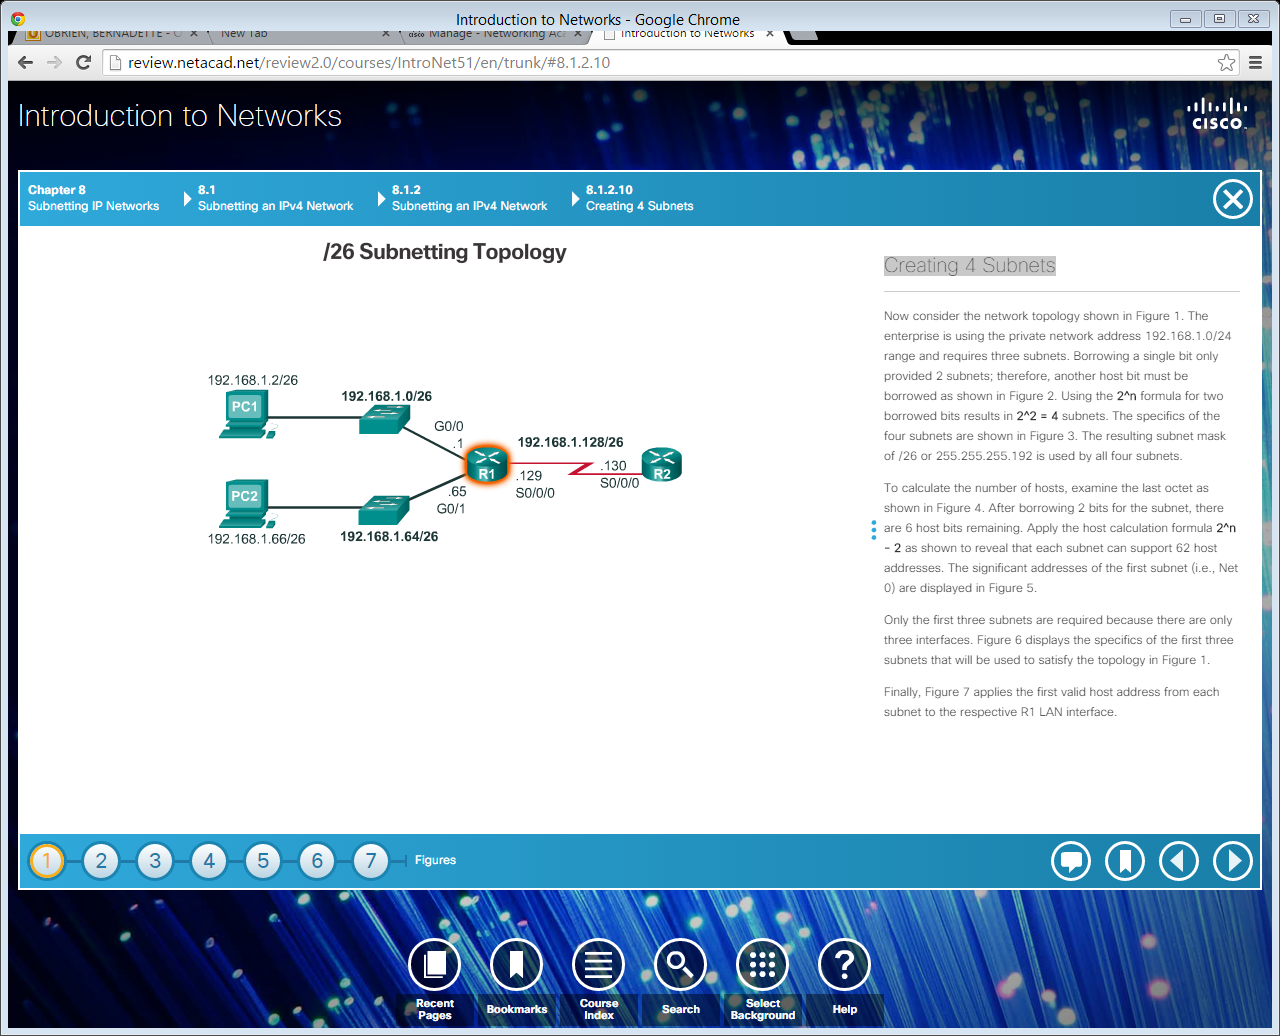 Introduction to Networks - Google Chrome
OBRIEN, BERNADETTE - O
New Tab
cisco Manage - Networking Aca
Introduction to Networks
review.netacad.net/review2.0/courses/IntroNet51/en/trunk/#8.1.2.10
Introduction to Networks
CISCO.
Chapter 8
Subnetting IP Networks
8.1
Subnetting an IPv4 Network
8.1.2
Subnetting an IPv4 Network
8.1.2.10
Creating 4 Subnets
/26 Subnetting Topology
192.168.1.2/26
PC1
192.168.1.0/26
G0/0
.1
192.168.1.128/26
R1
.129
S0/0/0
.130
S0/0/0
R2
.65
G0/1
PC2
192.168.1.66/26
192.168.1.64/26
Creating 4 Subnets
Now consider the network topology shown in Figure 1. The
enterprise is using the private network address 192.168.1.0/24
range and requires three subnets. Borrowing a single bit only
provided 2 subnets; therefore, another host bit must be
borrowed as shown in Figure 2. Using the 2^n formula for two
borrowed bits results in 2^2 = 4 subnets. The specifics of the
four subnets are shown in Figure 3. The resulting subnet mask
of /26 or 255.255.255.192 is used by all four subnets.
To calculate the number of hosts, examine the last octet as
shown in Figure 4. After borrowing 2 bits for the subnet, there
are 6 host bits remaining. Apply the host calculation formula 2^n
- 2 as shown to reveal that each subnet can support 62 host
addresses. The significant addresses of the first subnet (i.e., Net
0) are displayed in Figure 5.
Only the first three subnets are required because there are only
three interfaces. Figure 6 displays the specifics of the first three
subnets that will be used to satisfy the topology in Figure 1.
Finally, Figure 7 applies the first valid host address from each
subnet to the respective R1 LAN interface.
1 2 3 4 5 6 7 Figures
Recent
Pages
Bookmarks
Course
Index
Search
Select
Background
?
Help